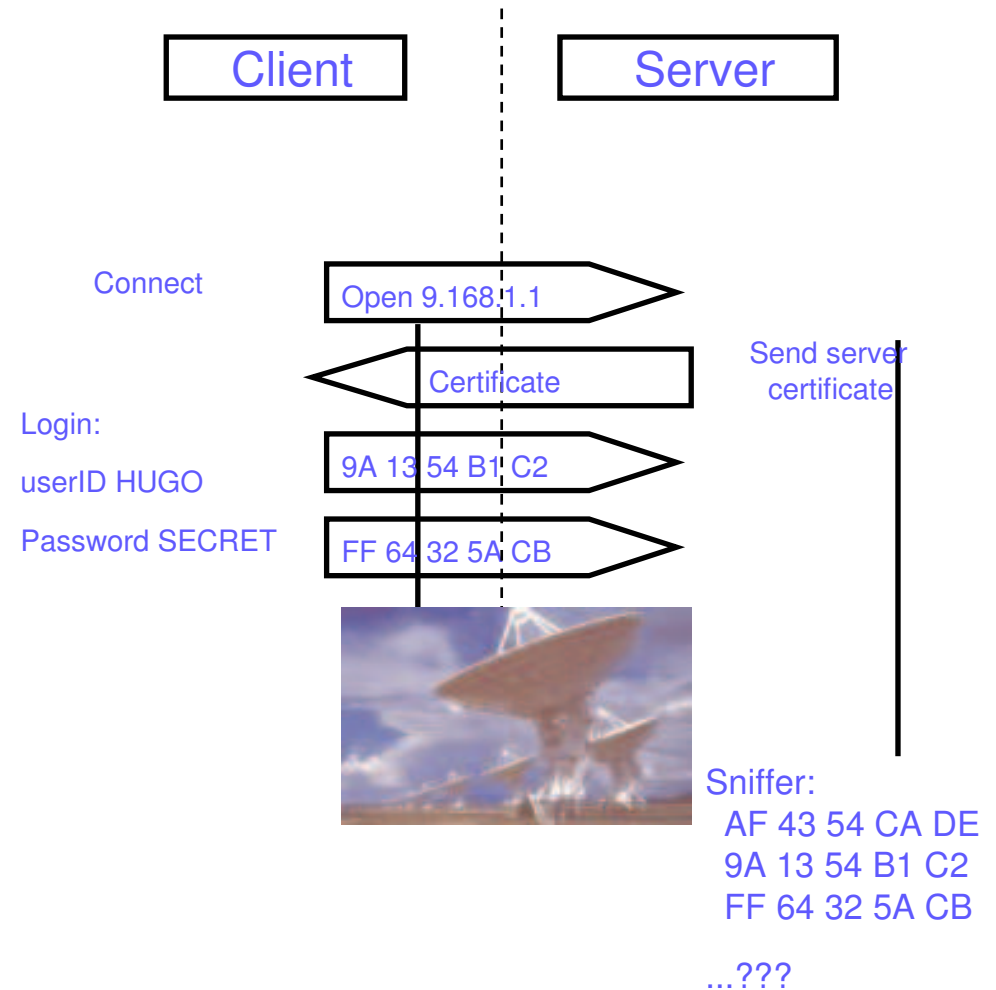 Client
Server
Connect
Open 9.168.1.1
Send server
certificate
Certificate
Login:
userID HUGO
9A 13 54 B1 C2
Password SECRET
FF 64 32 5A CB
Sniffer:
AF 43 54 CA DE
9A 13 54 B1 C2
FF 64 32 5A CB
...???